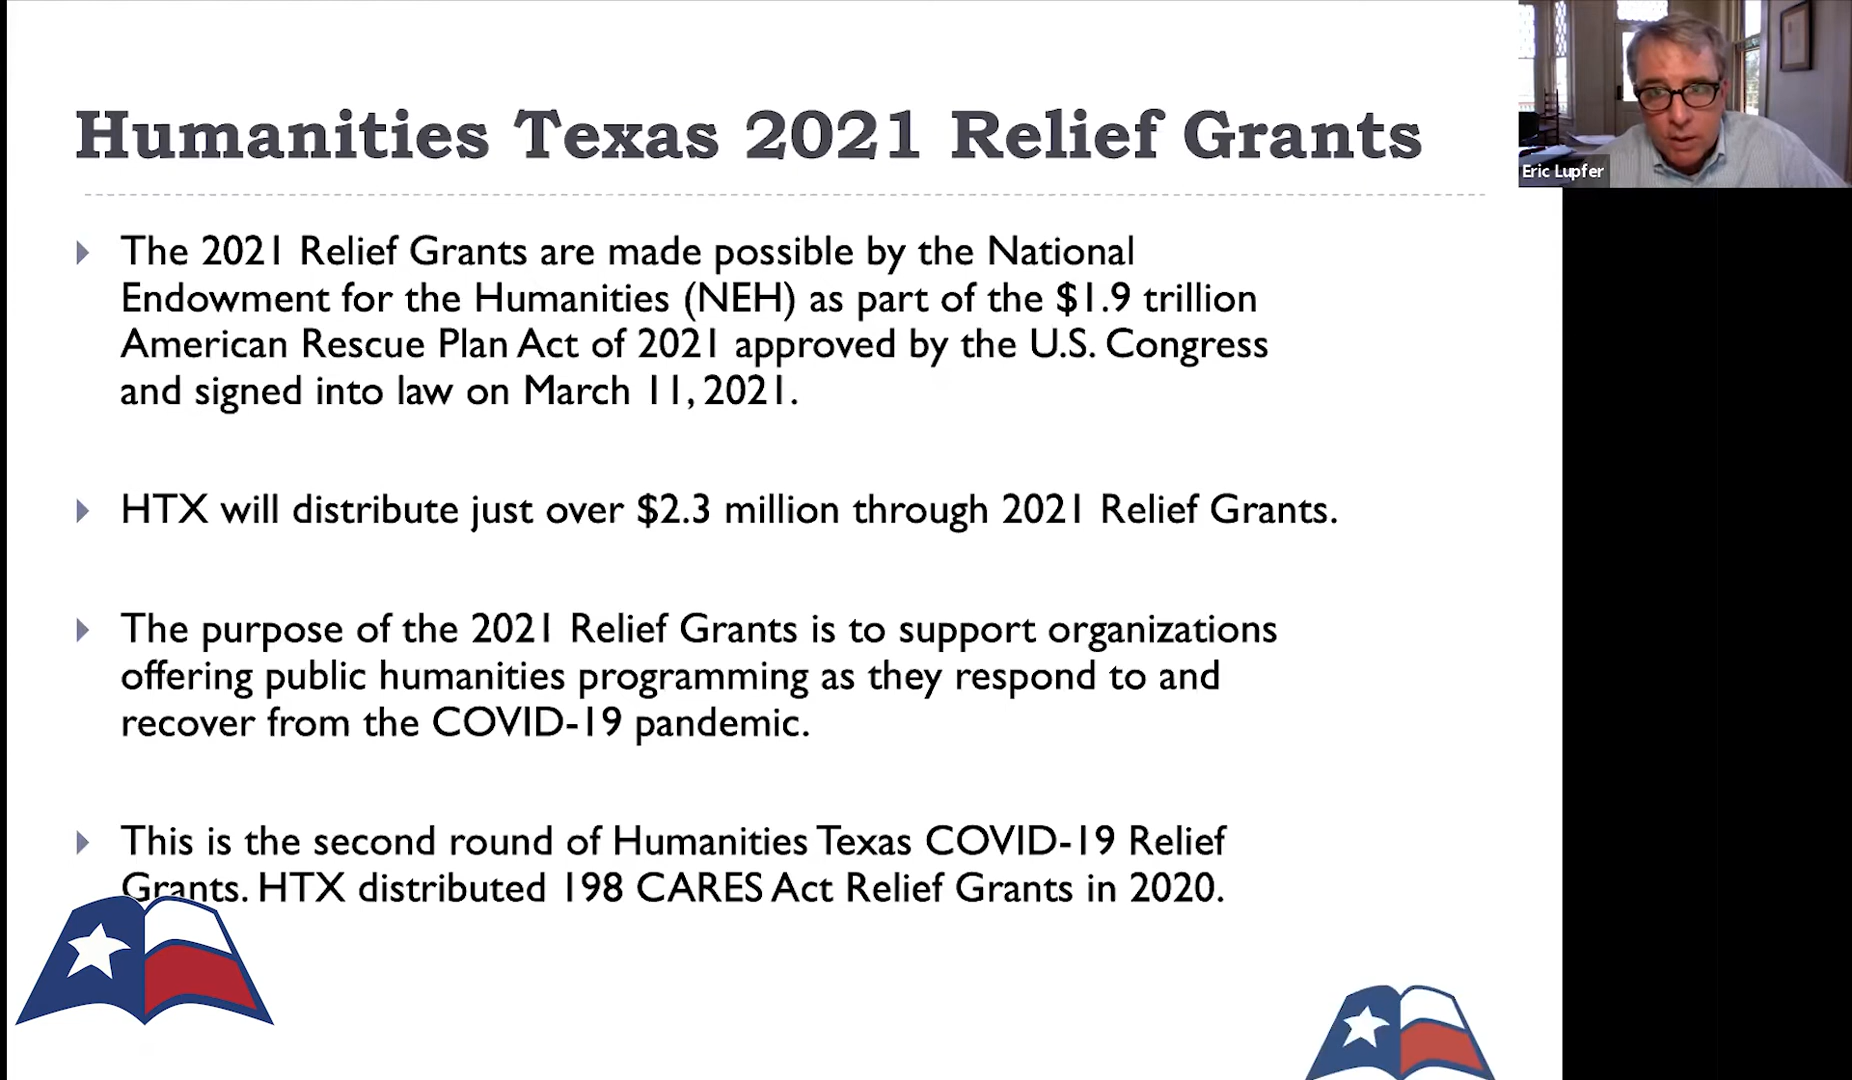 Humanities Texas 2021 Relief Grants
Eric Lupfer
The 2021 Relief Grants are made possible by the National
Endowment for the Humanities (NEH) as part of the $1.9 trillion
American Rescue Plan Act of 2021 approved by the U.S. Congress
and signed into law on March 11, 2021.
HTX will distribute just over $2.3 million through 2021 Relief Grants.
The purpose of the 2021 Relief Grants is to support organizations
offering public humanities programming as they respond to and
recover from the COVID-19 pandemic.
This is the second round of Humanities Texas COVID-19 Relief
Grants. HTX distributed 198 CARES Act Relief Grants in 2020.